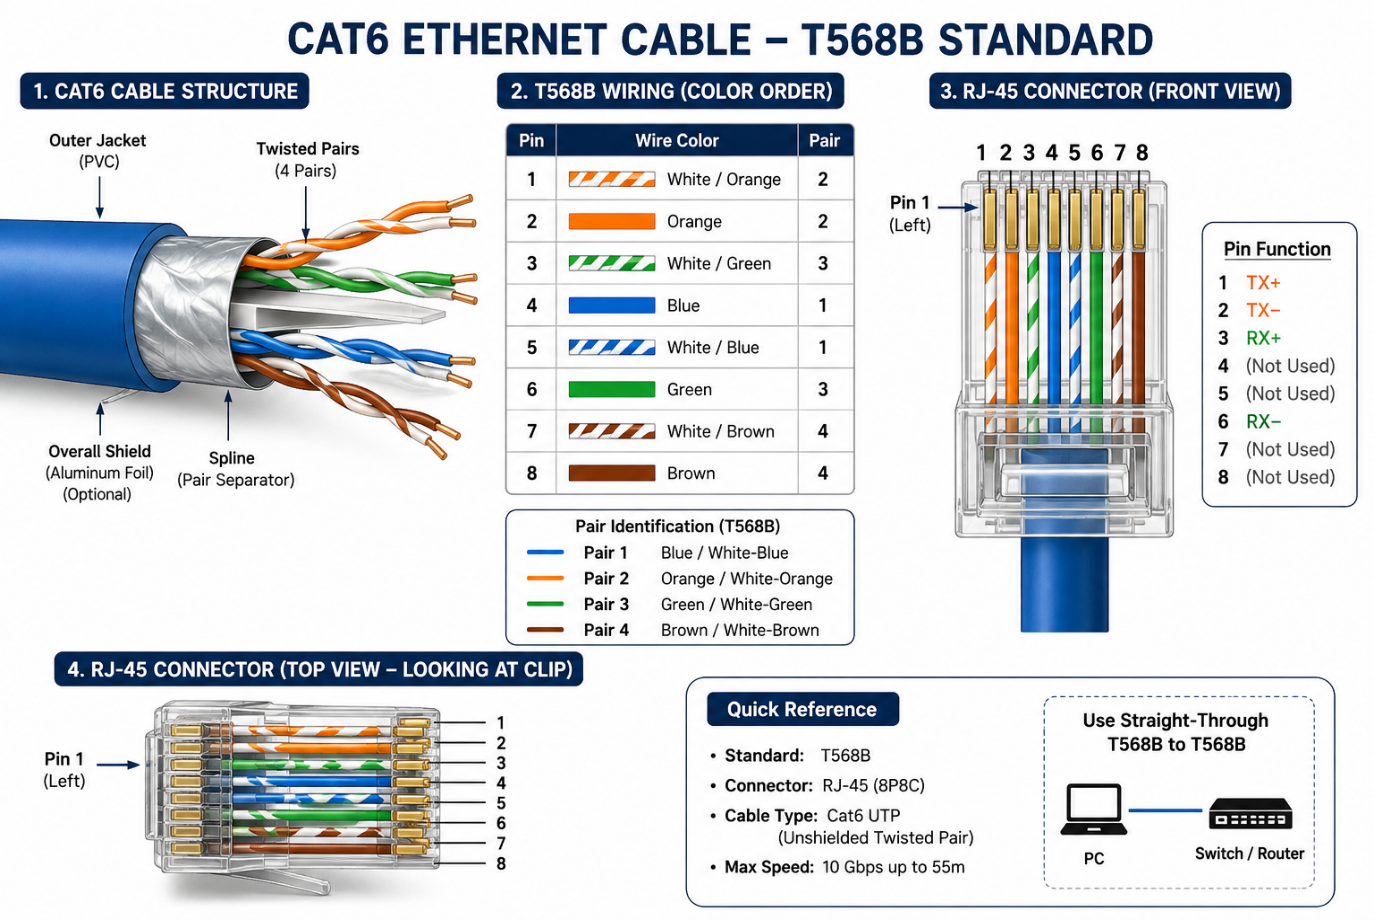 CAT6 ETHERNET CABLE – T568B STANDARD
1. CAT6 CABLE STRUCTURE
Outer Jacket
(PVC)
Twisted Pairs
(4 Pairs)
Overall Shield
(Aluminum Foil)
(Optional)
Spline
(Pair Separator)
2. T568B WIRING (COLOR ORDER)
Pin Wire Color Pair
1 White / Orange 2
2 Orange 2
3 White / Green 3
4 Blue 1
5 White / Blue 1
6 Green 3
7 White / Brown 4
8 Brown 4
Pair Identification (T568B)
Pair 1 Blue / White-Blue
Pair 2 Orange / White-Orange
Pair 3 Green / White-Green
Pair 4 Brown / White-Brown
3. RJ-45 CONNECTOR (FRONT VIEW)
1 2 3 4 5 6 7 8
Pin 1
(Left)
Pin Function
1 TX+
2 TX–
3 RX+
4 (Not Used)
5 (Not Used)
6 RX–
7 (Not Used)
8 (Not Used)
4. RJ-45 CONNECTOR (TOP VIEW – LOOKING AT CLIP)
Pin 1
(Left)
1
2
3
4
5
6
7
8
Quick Reference
• Standard: T568B
• Connector: RJ-45 (8P8C)
• Cable Type: Cat6 UTP
(Unshielded Twisted Pair)
• Max Speed: 10 Gbps up to 55m
Use Straight-Through
T568B to T568B
PC
Switch / Router